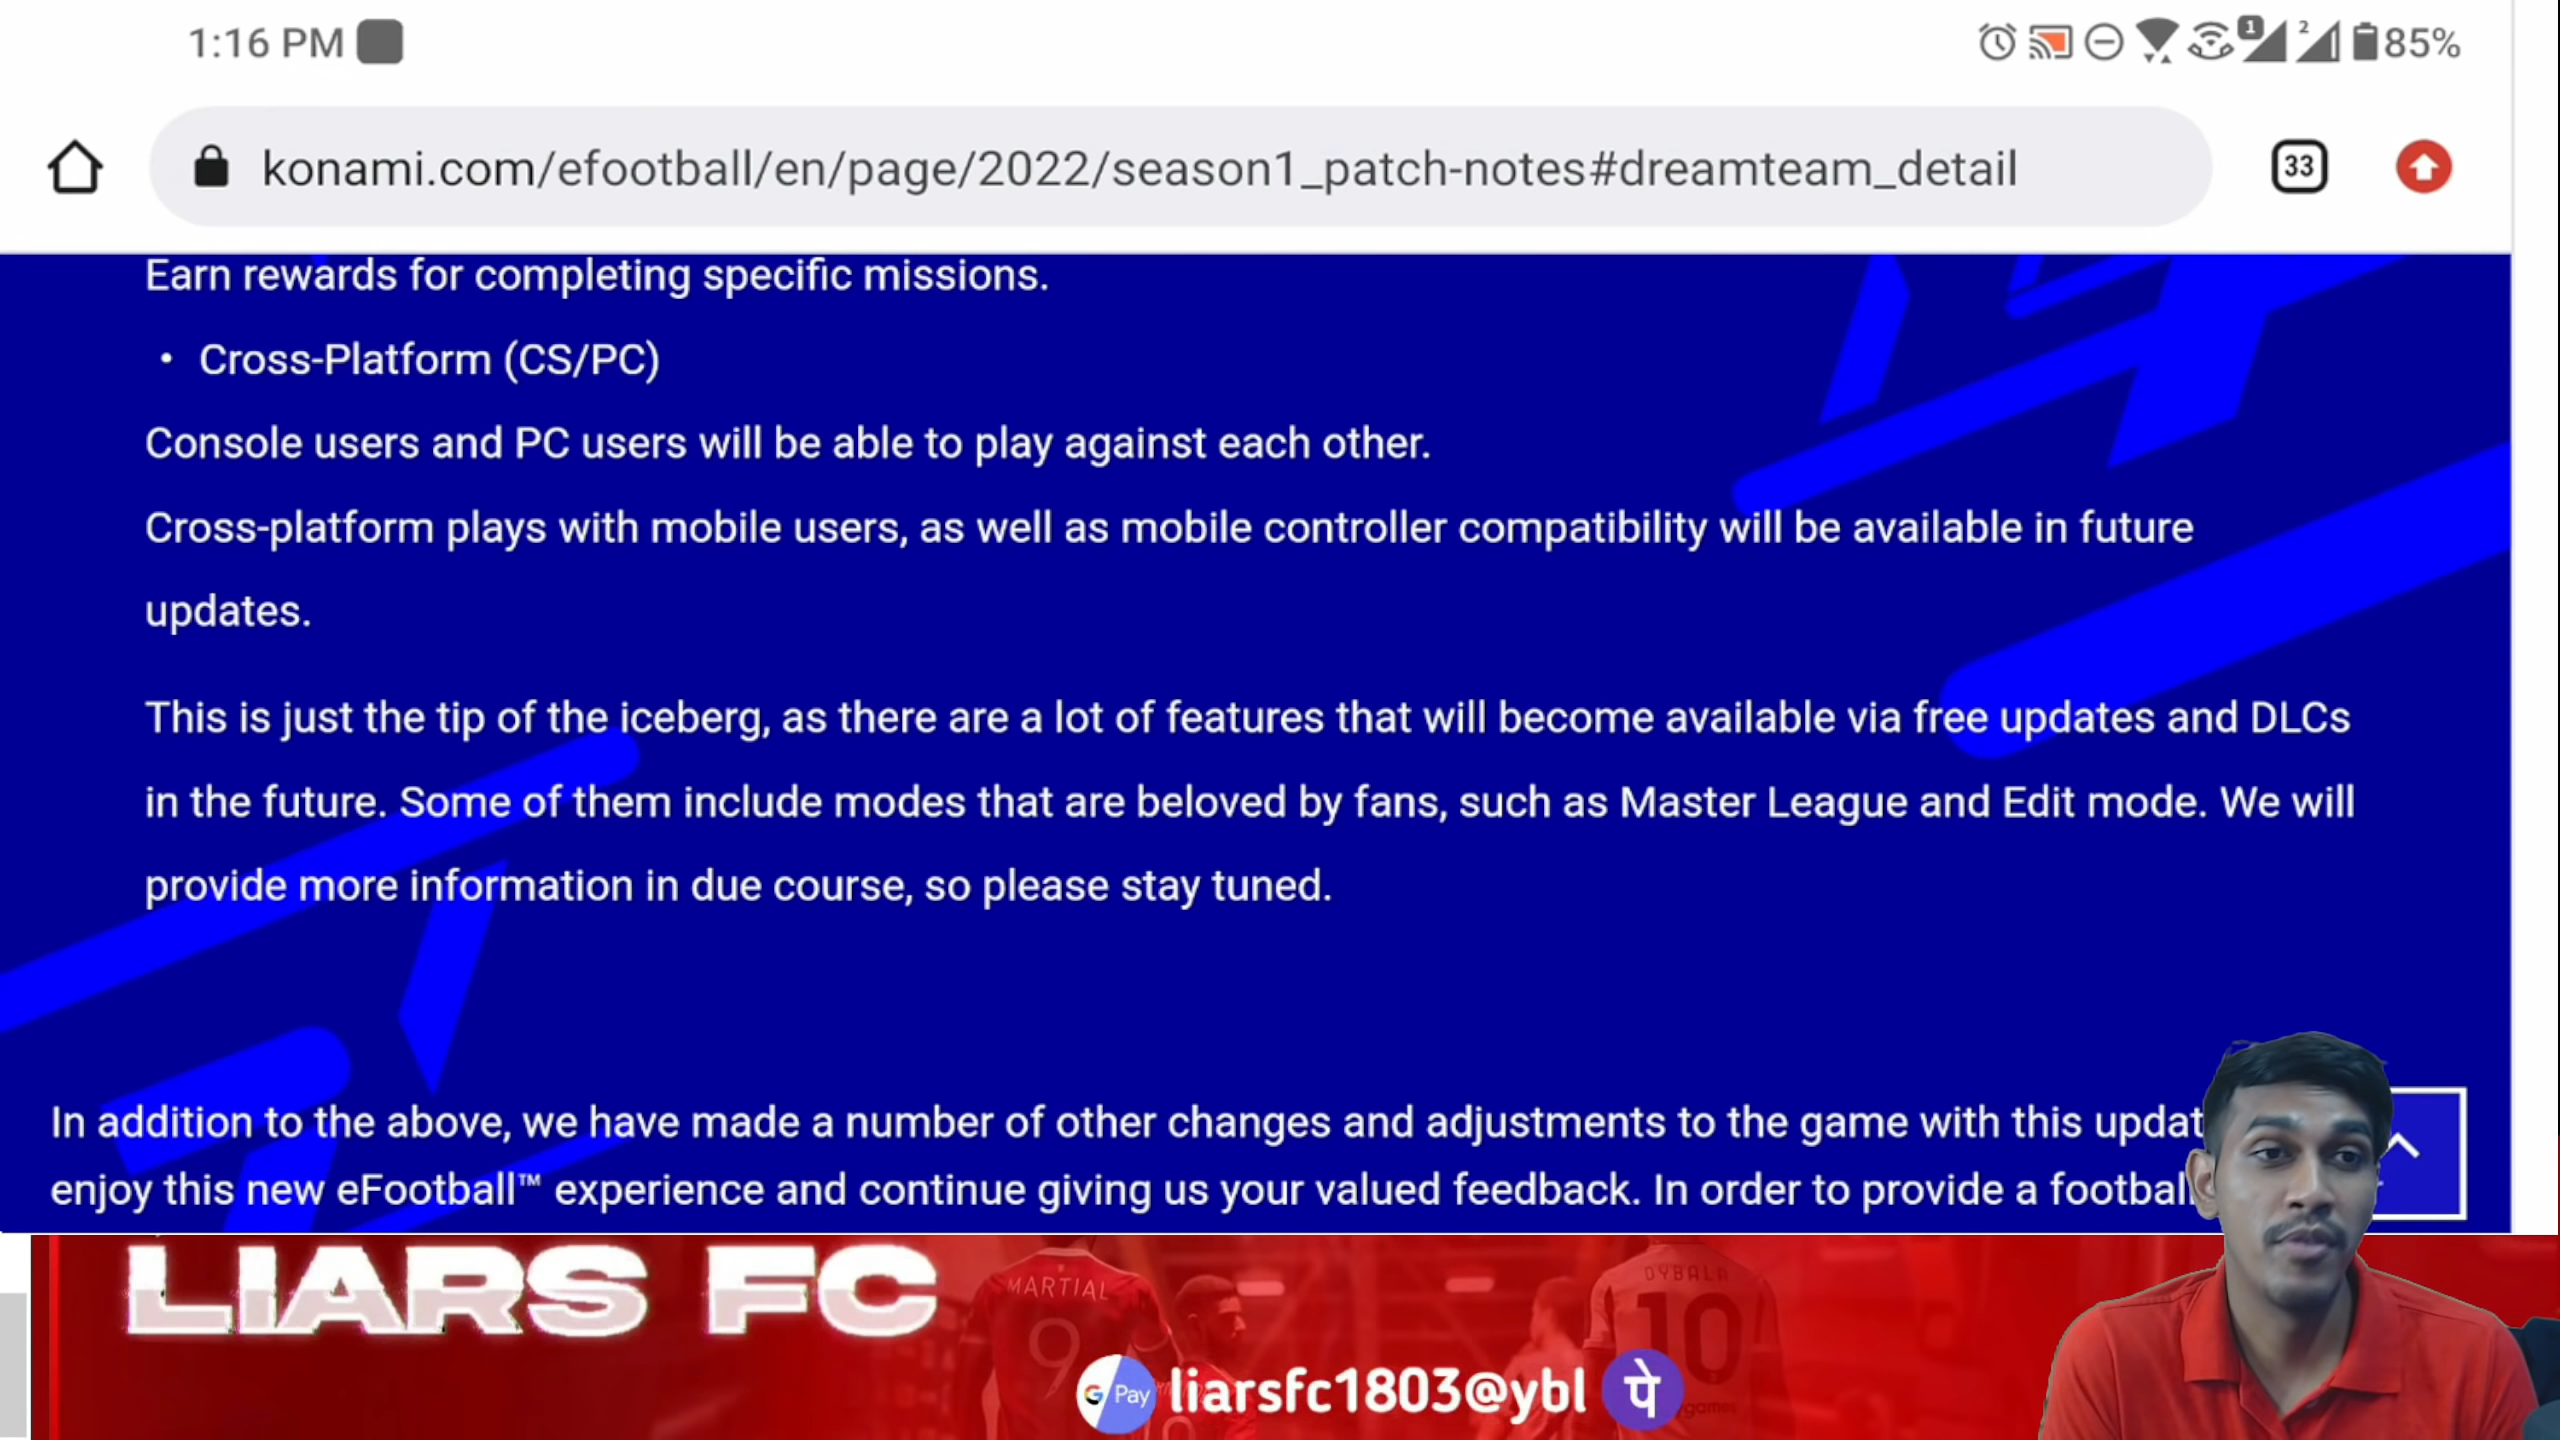 1:16 PM
1 2 85%
konami.com/efootball/en/page/2022/season1_patch-notes#dreamteam_detail
33
Earn rewards for completing specific missions.
• Cross-Platform (CS/PC)
Console users and PC users will be able to play against each other.
Cross-platform plays with mobile users, as well as mobile controller compatibility will be available in future
updates.
This is just the tip of the iceberg, as there are a lot of features that will become available via free updates and DLCs
in the future. Some of them include modes that are beloved by fans, such as Master League and Edit mode. We will
provide more information in due course, so please stay tuned.
In addition to the above, we have made a number of other changes and adjustments to the game with this updat
enjoy this new eFootball™ experience and continue giving us your valued feedback. In order to provide a football
LIARS FC
MARTIAL
9
DYBALA
10
G Pay liarsfc1803@ybl पे
games